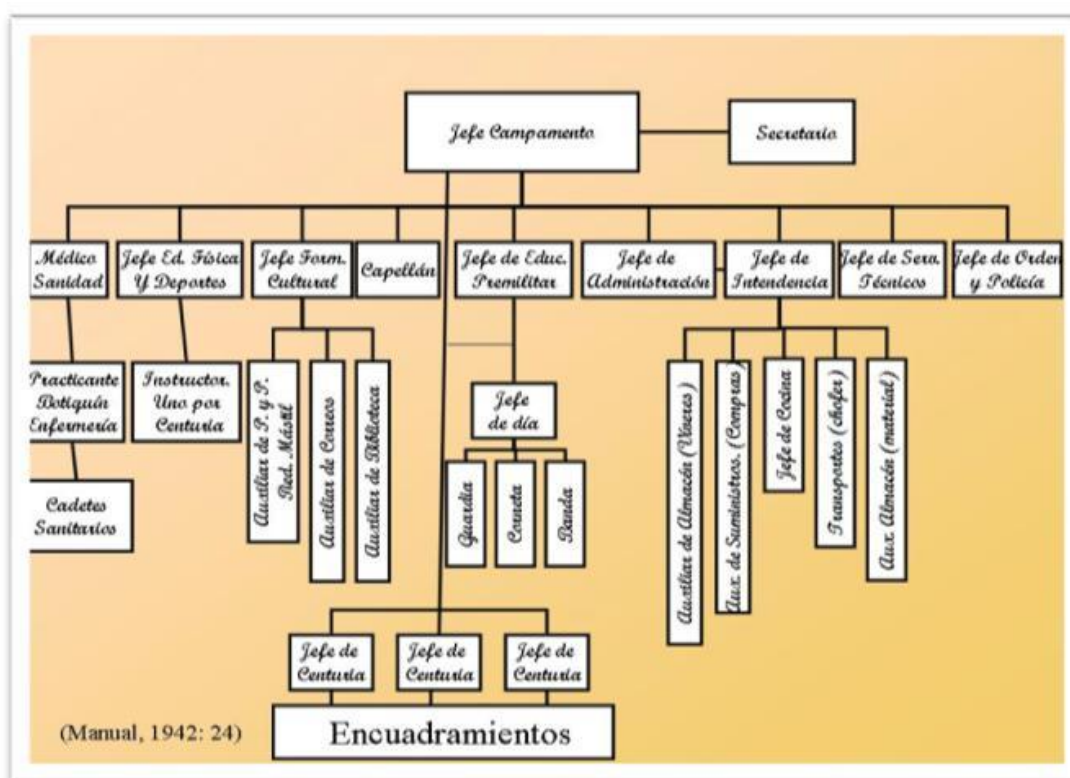 Jefe Campamento
Secretario
Médico
Sanidad
Jefe Ed. Física
Y Deportes
Jefe Form.
Cultural
Capellán
Jefe de Educ.
Premilitar
Jefe de
Administración
Jefe de
Intendencia
Jefe de Serv.
Técnicos
Jefe de Orden
y Policía
Practicante
Botiquín
Enfermería
Instructor.
Uno por
Centuria
Auxiliar de P. y P.
Red. Mástil
Auxiliar de Correos
Auxiliar de Biblioteca
Jefe
de día
Auxiliar de Almacén (Víveres)
Aux. de Suministros. (Compras)
Jefe de Cocina
Transportes (chofer)
Aux. Almacén (material)
Cadetes
Sanitarios
Guardia
Corneta
Banda
Jefe de
Centuria
Jefe de
Centuria
Jefe de
Centuria
(Manual, 1942: 24)
Encuadramientos